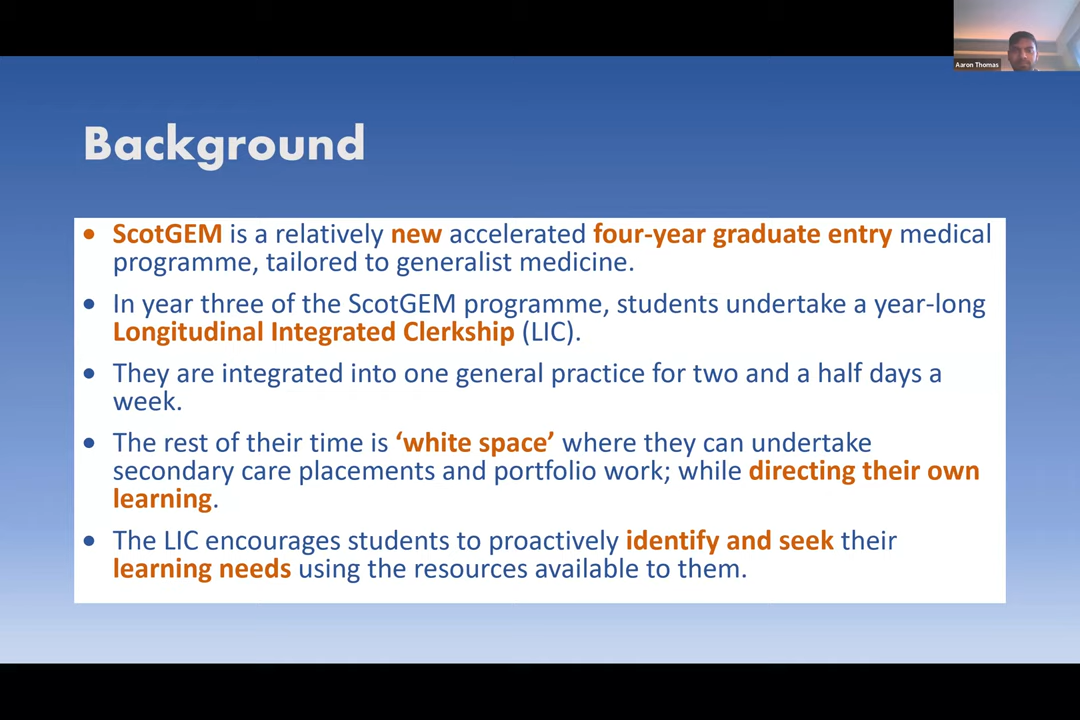 Aaron Thomas
Background
• ScotGEM is a relatively new accelerated four-year graduate entry medical
programme, tailored to generalist medicine.
• In year three of the ScotGEM programme, students undertake a year-long
Longitudinal Integrated Clerkship (LIC).
• They are integrated into one general practice for two and a half days a
week.
• The rest of their time is ‘white space’ where they can undertake
secondary care placements and portfolio work; while directing their own
learning.
• The LIC encourages students to proactively identify and seek their
learning needs using the resources available to them.